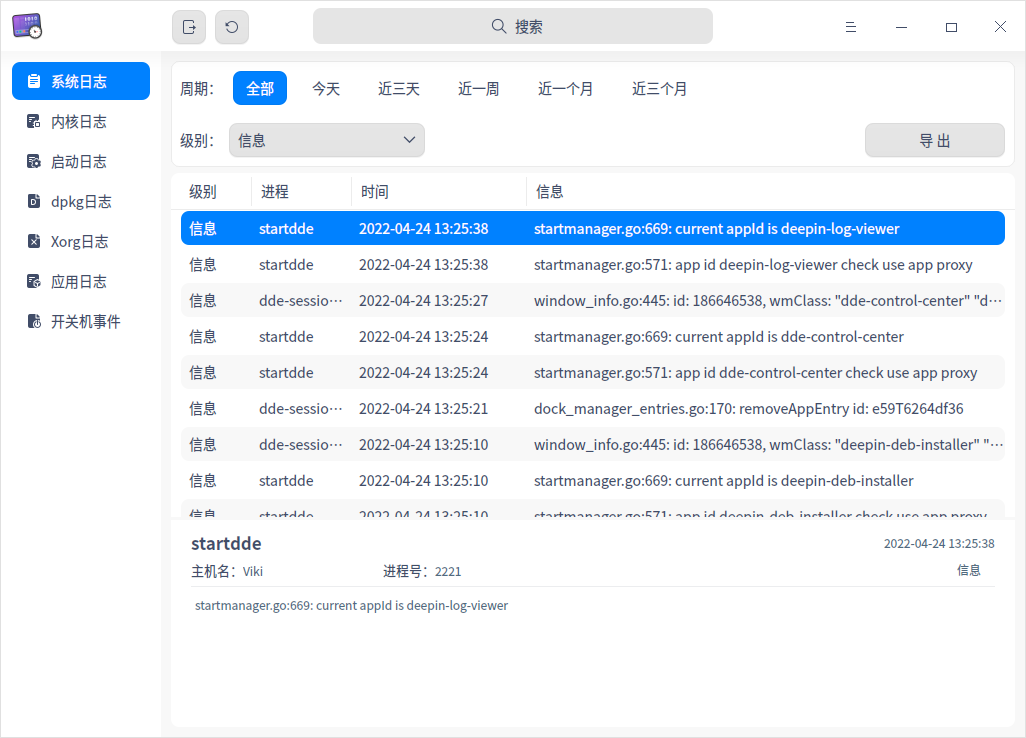 搜索
系统日志
内核日志
启动日志
dpkg日志
Xorg日志
应用日志
开关机事件
周期： 全部 今天 近三天 近一周 近一个月 近三个月
级别： 信息 导 出
级别 进程 时间 信息
信息 startdde 2022-04-24 13:25:38 startmanager.go:669: current appId is deepin-log-viewer
信息 startdde 2022-04-24 13:25:38 startmanager.go:571: app id deepin-log-viewer check use app proxy
信息 dde-sessio··· 2022-04-24 13:25:27 window_info.go:445: id: 186646538, wmClass: "dde-control-center" "d···
信息 startdde 2022-04-24 13:25:24 startmanager.go:669: current appId is dde-control-center
信息 startdde 2022-04-24 13:25:24 startmanager.go:571: app id dde-control-center check use app proxy
信息 dde-sessio··· 2022-04-24 13:25:21 dock_manager_entries.go:170: removeAppEntry id: e59T6264df36
信息 dde-sessio··· 2022-04-24 13:25:10 window_info.go:445: id: 186646538, wmClass: "deepin-deb-installer" "···
信息 startdde 2022-04-24 13:25:10 startmanager.go:669: current appId is deepin-deb-installer
信息 startdde 2022-04-24 13:25:10 startmanager.go:571: app id deepin-deb-installer check use app proxy
startdde 2022-04-24 13:25:38
主机名： Viki 进程号： 2221 信息
startmanager.go:669: current appId is deepin-log-viewer